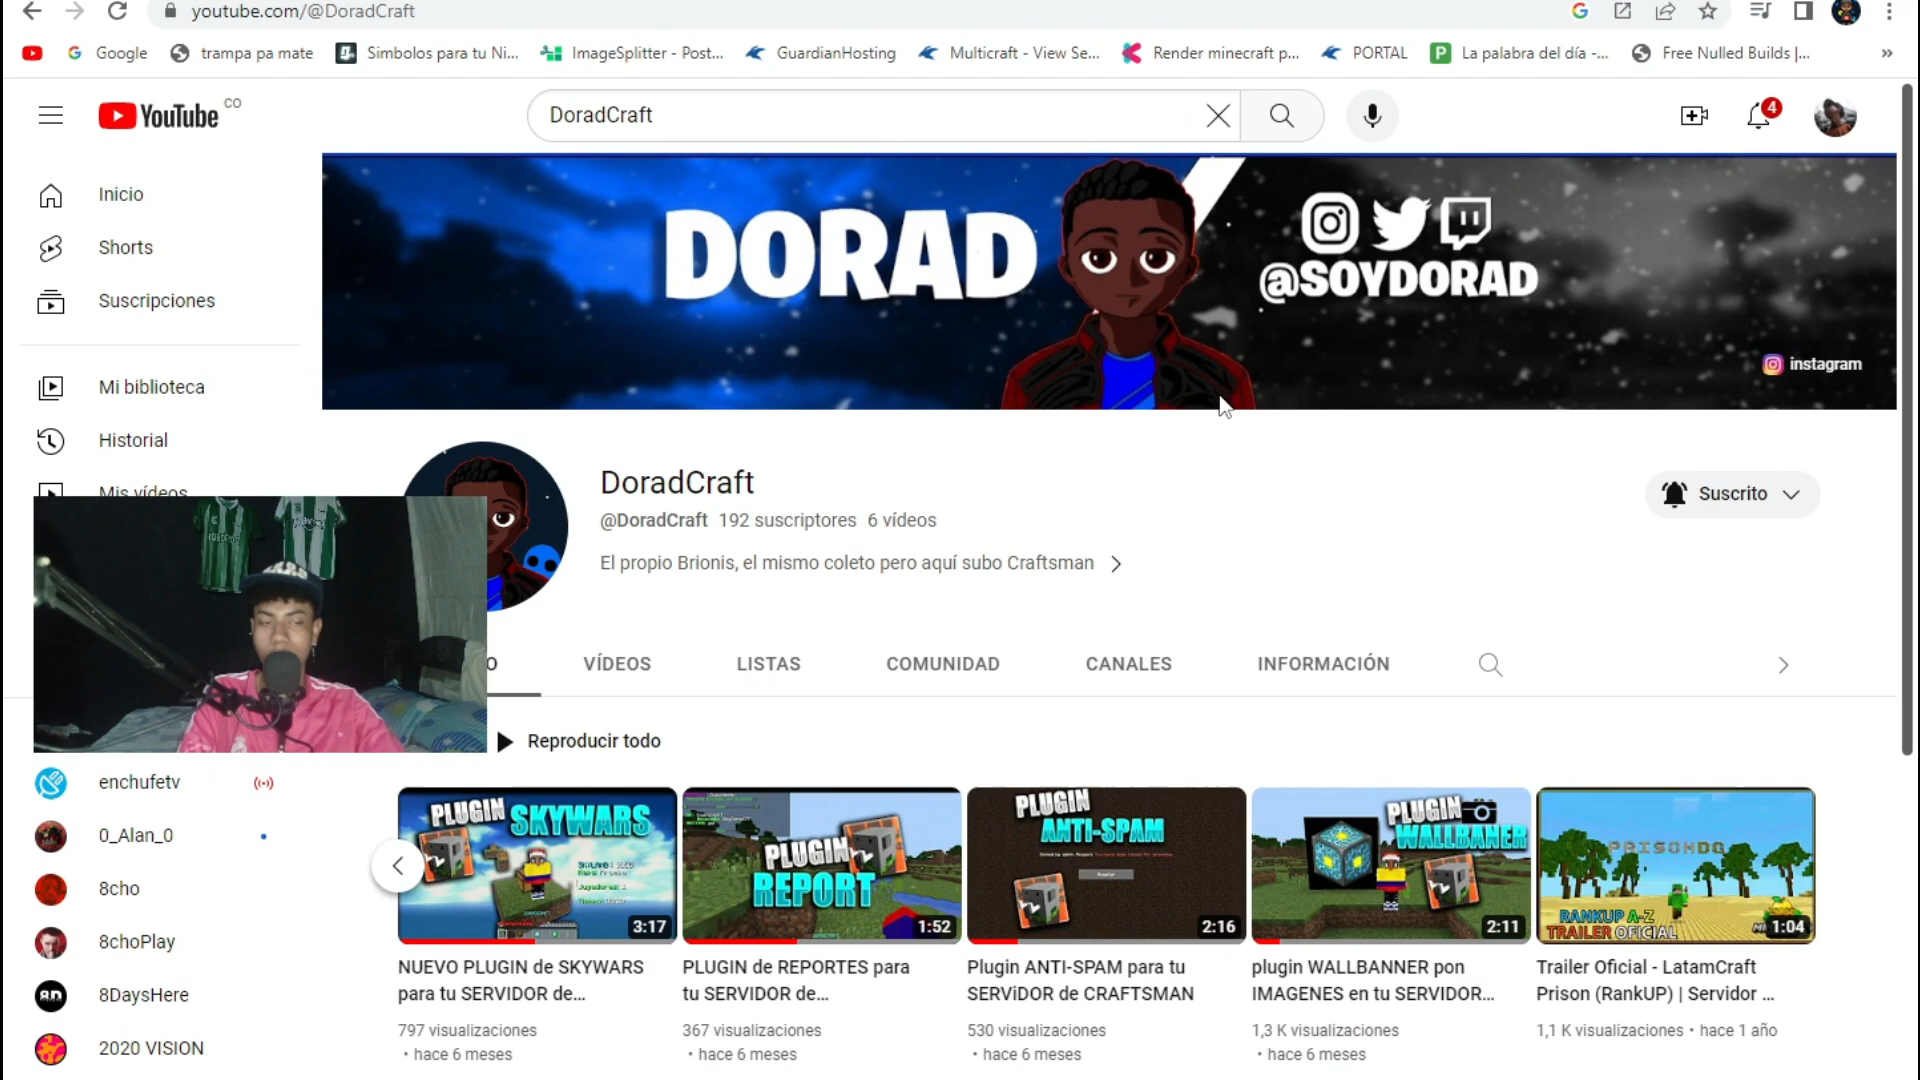 youtube.com/@DoradCraft
Google
trampa pa mate
Simbolos para tu Ni...
ImageSplitter - Post...
GuardianHosting
Multicraft - View Se...
Render minecraft p...
PORTAL
La palabra del día -...
Free Nulled Builds |...
»
YouTube CO
DoradCraft
4
Inicio
Shorts
Suscripciones
Mi biblioteca
Historial
Mis vídeos
DORAD
@SOYDORAD
instagram
DoradCraft
@DoradCraft 192 suscriptores 6 vídeos
El propio Brionis, el mismo coleto pero aquí subo Craftsman
Suscrito
O
VÍDEOS
LISTAS
COMUNIDAD
CANALES
INFORMACIÓN
Reproducir todo
enchufetv
0_Alan_0
8cho
8choPlay
8DaysHere
2020 VISION
PLUGIN SKYWARS
3:17
NUEVO PLUGIN de SKYWARS
para tu SERVIDOR de...
797 visualizaciones
• hace 6 meses
PLUGIN
REPORT
1:52
PLUGIN de REPORTES para
tu SERVIDOR de...
367 visualizaciones
• hace 6 meses
PLUGIN
ANTI-SPAM
2:16
Plugin ANTI-SPAM para tu
SERViDOR de CRAFTSMAN
530 visualizaciones
• hace 6 meses
PLUGIN
WALLBANER
2:11
plugin WALLBANNER pon
IMAGENES en tu SERVIDOR...
1,3 K visualizaciones
• hace 6 meses
PRISONDG
RANKUP A-Z
TRAILER OFICIAL
1:04
Trailer Oficial - LatamCraft
Prison (RankUP) | Servidor ...
1,1 K visualizaciones • hace 1 año